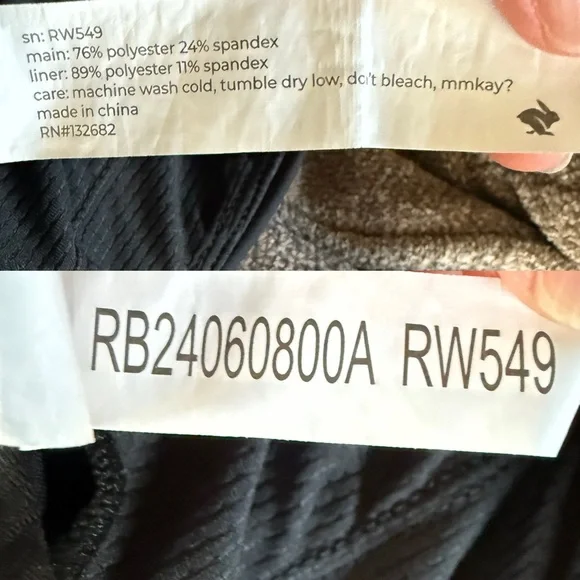 sn: RW549
main: 76% polyester 24% spandex
liner: 89% polyester 11% spandex
care: machine wash cold, tumble dry low, don't bleach, mmkay?
made in china
RN#132682
RB24060800A RW549